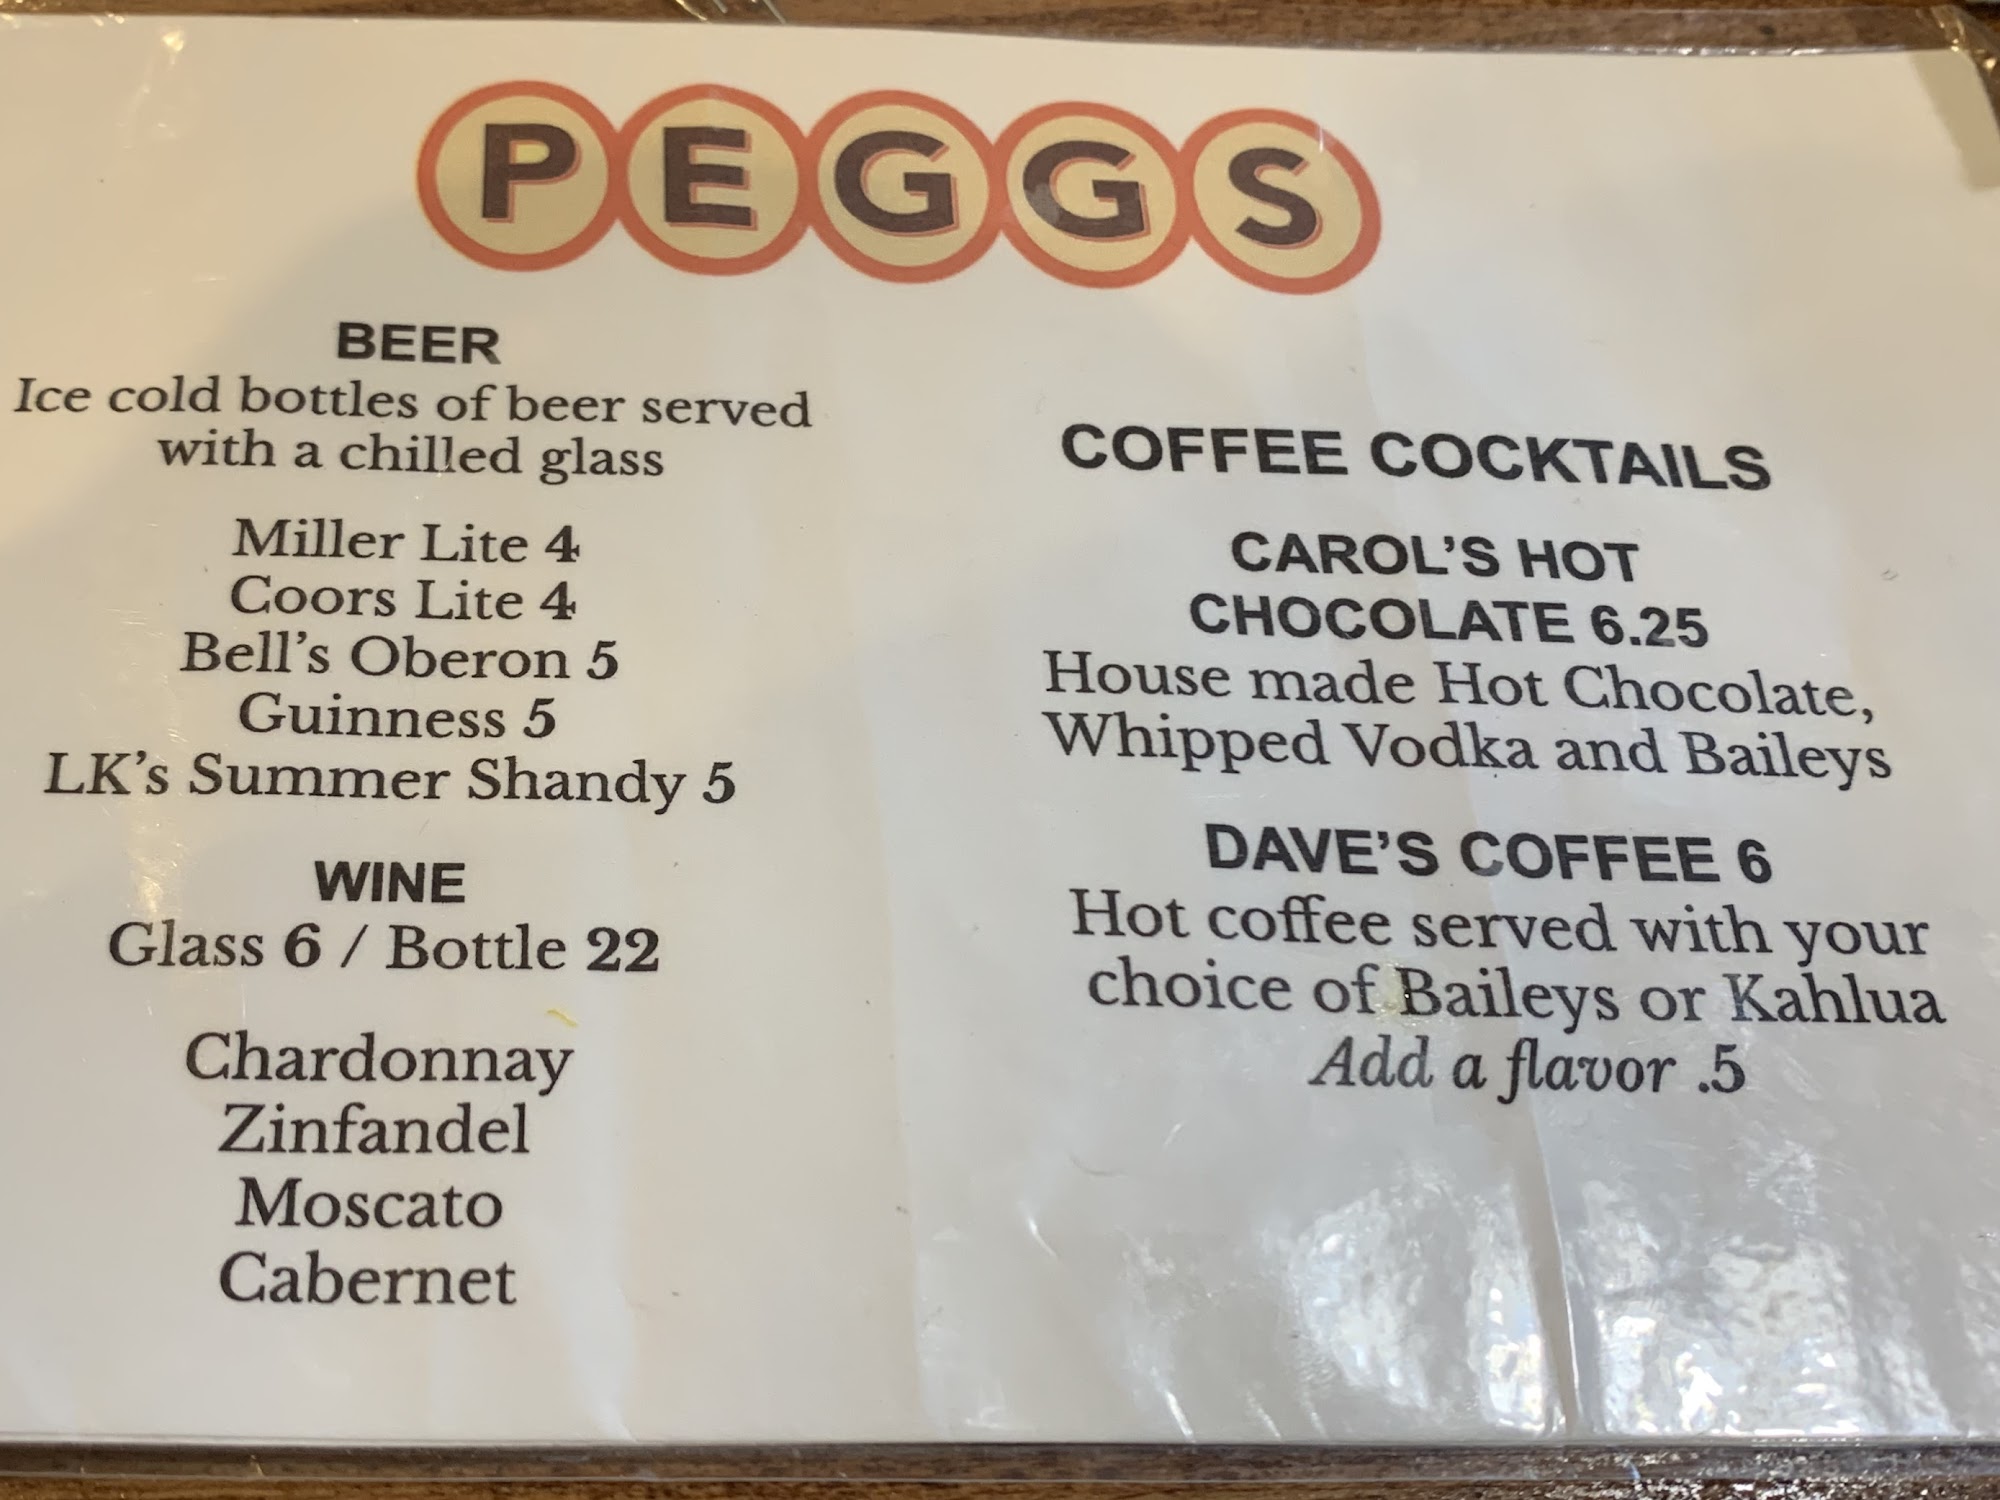 PEGGS
BEER
Ice cold bottles of beer served
with a chilled glass
Miller Lite 4
Coors Lite 4
Bell's Oberon 5
Guinness 5
LK's Summer Shandy 5
WINE
Glass 6 / Bottle 22
Chardonnay
Zinfandel
Moscato
Cabernet
COFFEE COCKTAILS
CAROL'S HOT
CHOCOLATE 6.25
House made Hot Chocolate,
Whipped Vodka and Baileys
DAVE'S COFFEE 6
Hot coffee served with your
choice of Baileys or Kahlua
Add a flavor .5